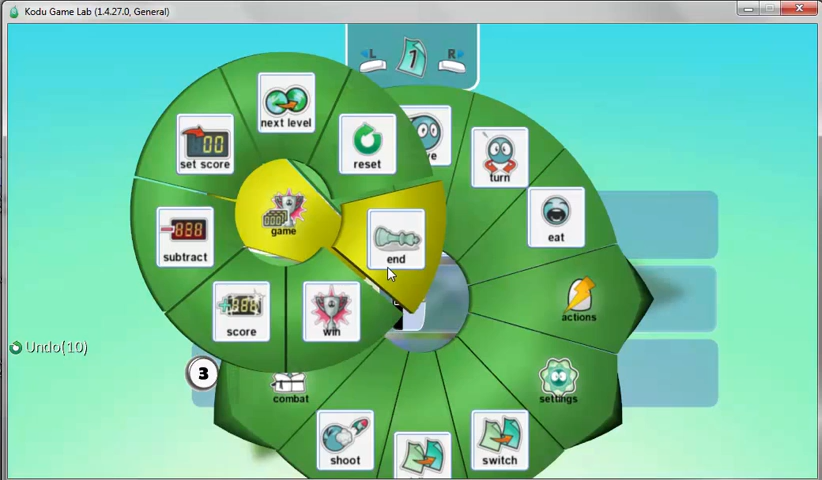 Kodu Game Lab (1.4.27.0, General)
L
1
R
next level
set score
00
reset
turn
game
eat
subtract
end
score
win
actions
Undo(10)
3
combat
settings
shoot
switch